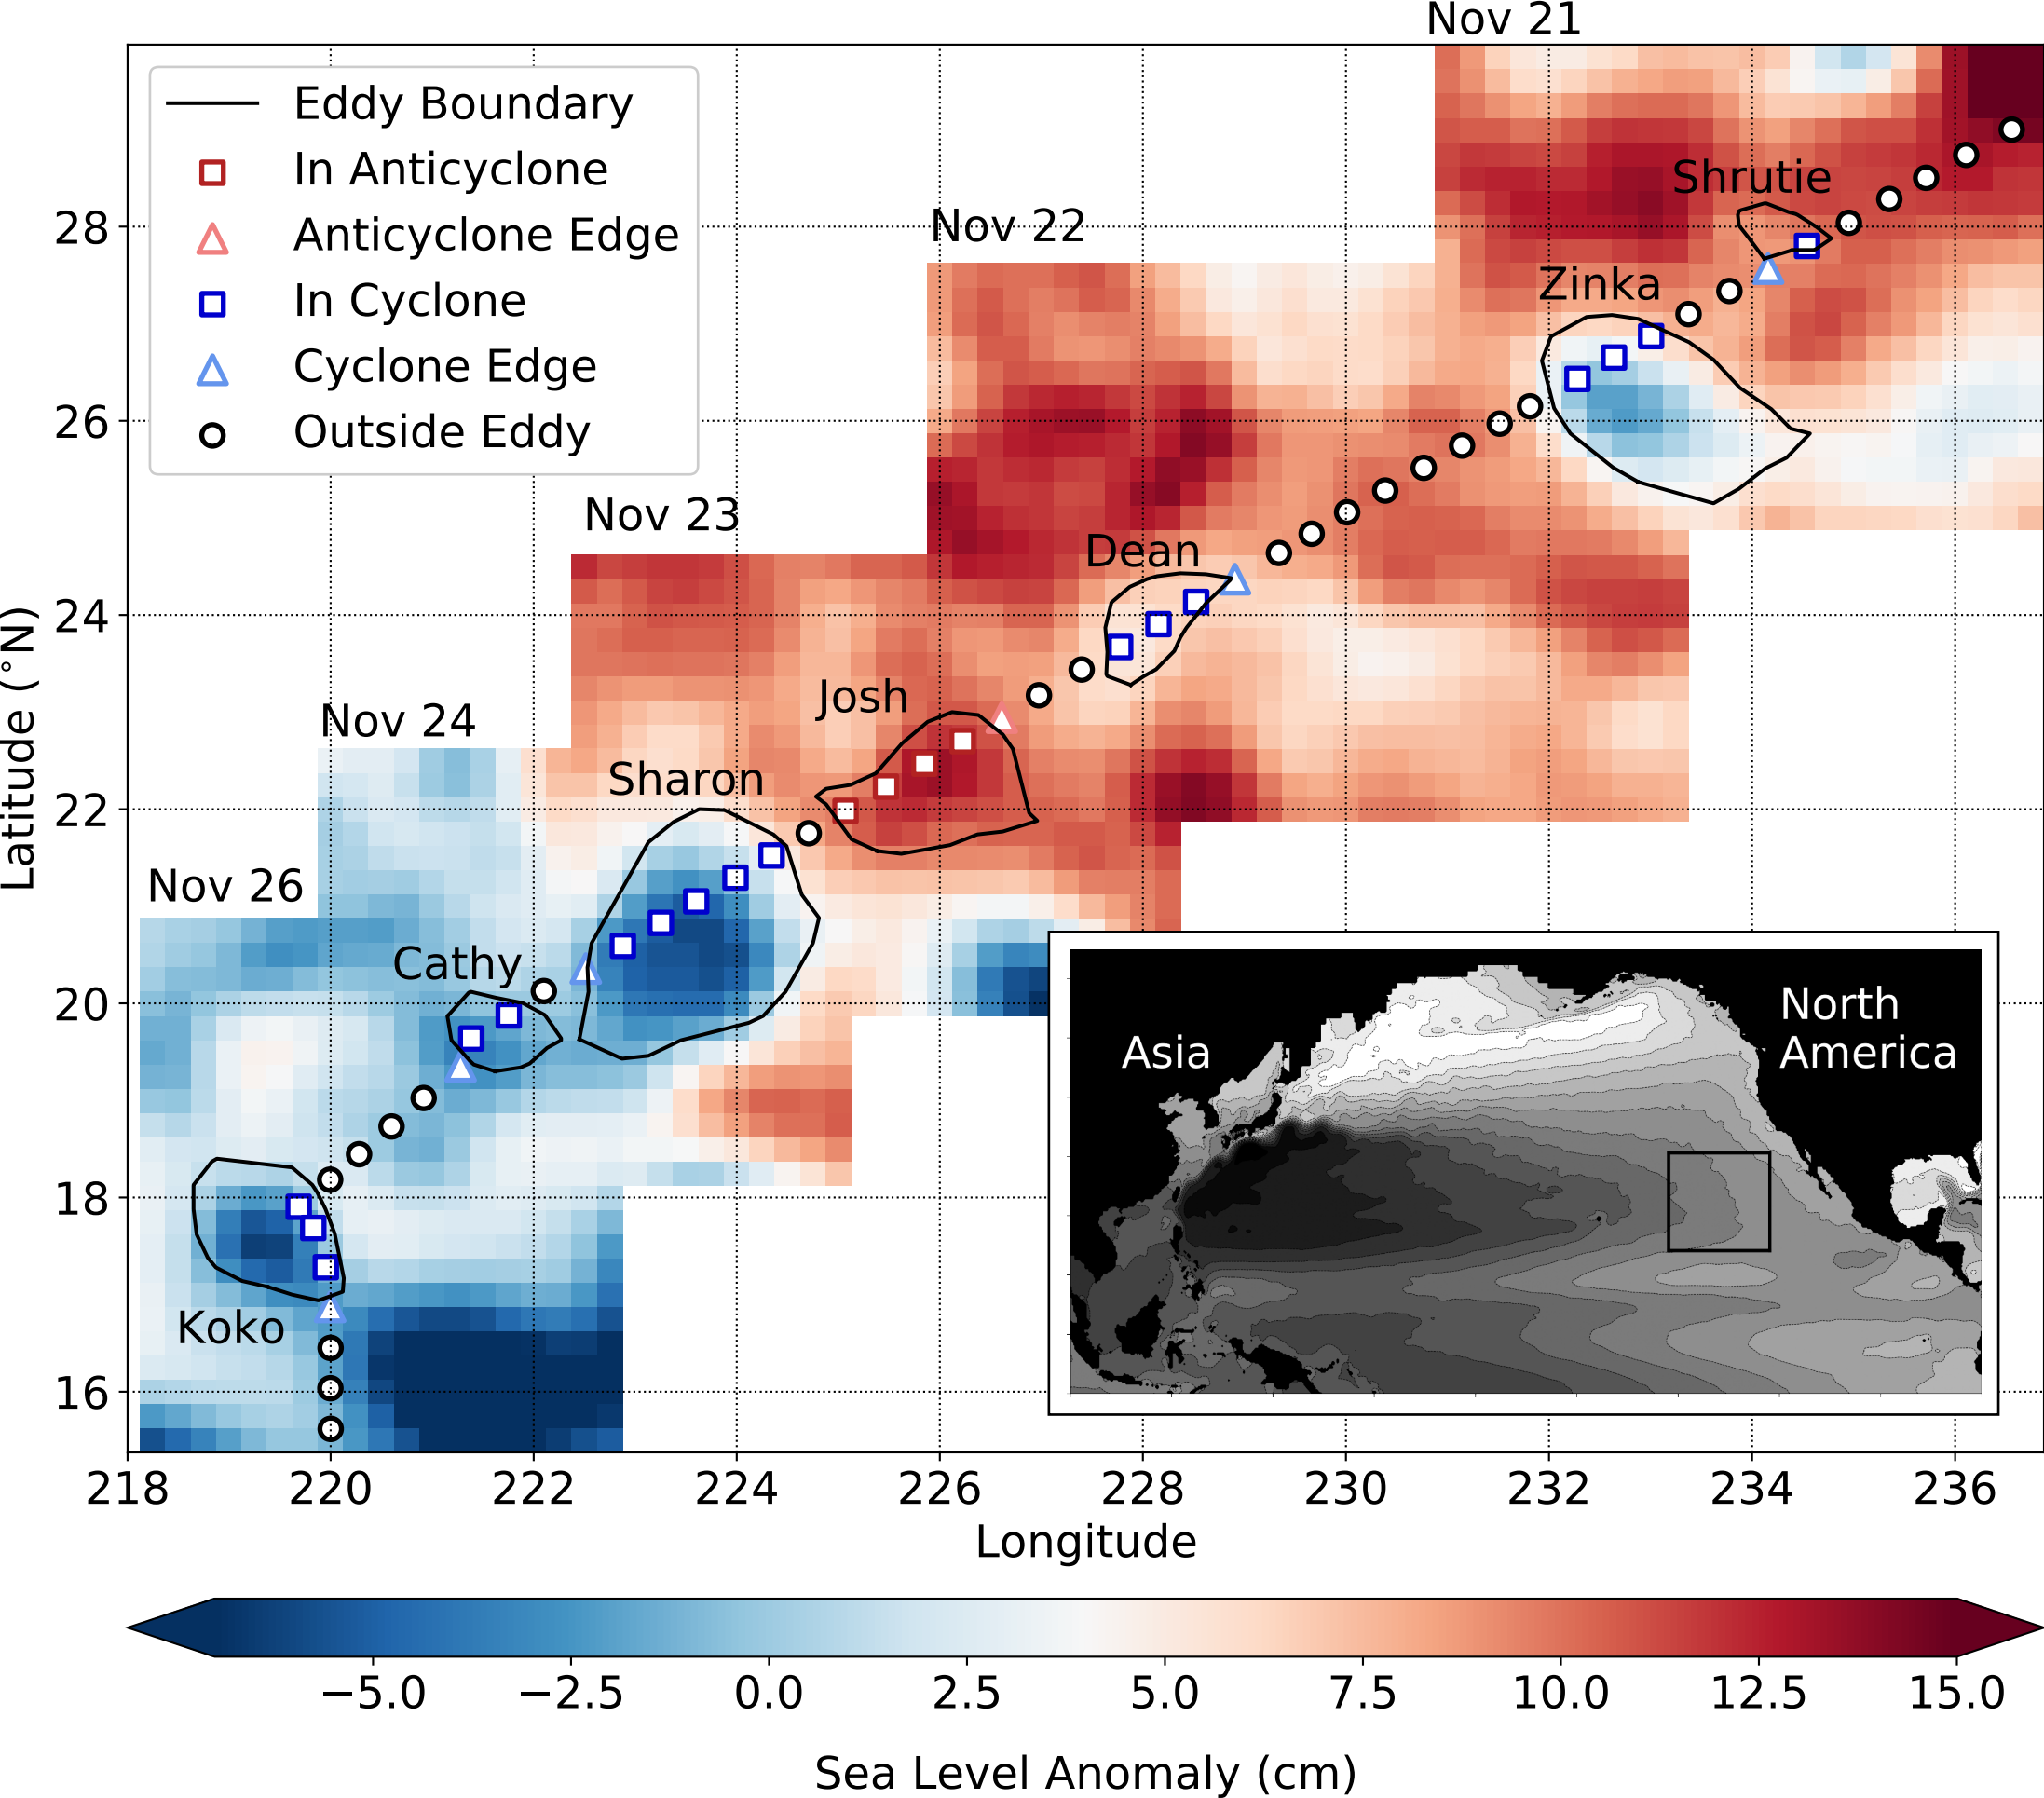 Nov 21
Eddy Boundary
In Anticyclone
Anticyclone Edge
In Cyclone
Cyclone Edge
Outside Eddy
Shrutie
Nov 22
Zinka
Nov 23
Dean
Josh
Nov 24
Sharon
Nov 26
Cathy
Koko
Asia
North
America
28
26
24
22
20
18
16
Latitude (°N)
218 220 222 224 226 228 230 232 234 236
Longitude
−5.0 −2.5 0.0 2.5 5.0 7.5 10.0 12.5 15.0
Sea Level Anomaly (cm)